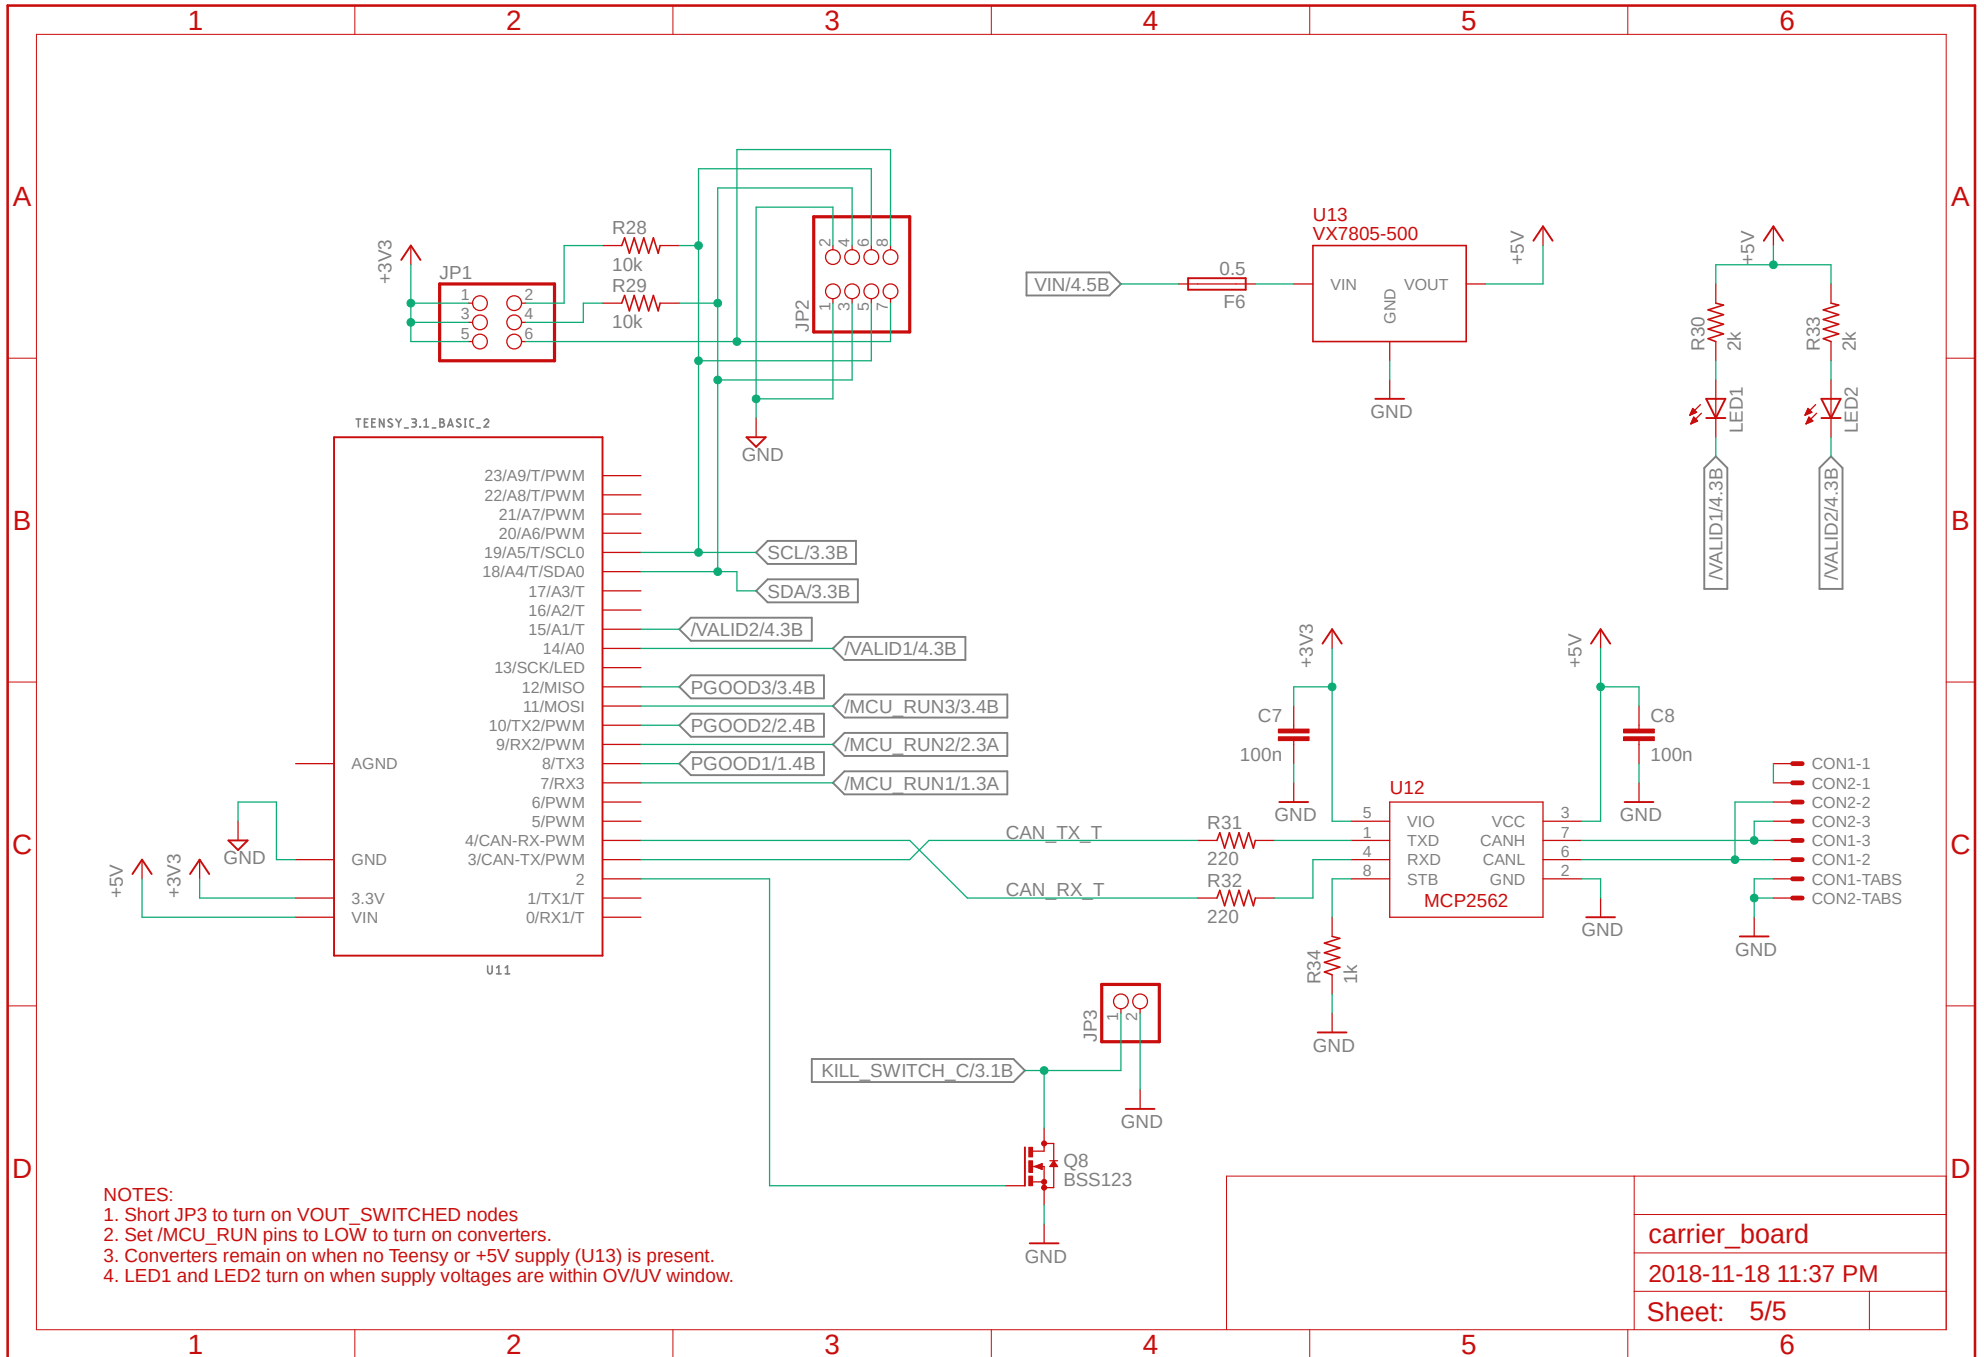 1 2 3 4 5 6
A A
R28
10k
R29
10k
+3V3
JP1
1 2
3 4
5 6
JP2
2 4 6 8
1 3 5 7
GND
VIN/4.5B
0.5
F6
U13
VX7805-500
VIN
VOUT
GND
GND
+5V
+5V
R30
2k
R33
2k
LED1
LED2
/VALID1/4.3B
/VALID2/4.3B
B B
TEENSY_3.1_BASIC_2
23/A9/T/PWM
22/A8/T/PWM
21/A7/PWM
20/A6/PWM
19/A5/T/SCL0
18/A4/T/SDA0
17/A3/T
16/A2/T
15/A1/T
14/A0
13/SCK/LED
12/MISO
11/MOSI
10/TX2/PWM
9/RX2/PWM
8/TX3
7/RX3
6/PWM
5/PWM
4/CAN-RX-PWM
3/CAN-TX/PWM
2
1/TX1/T
0/RX1/T
AGND
GND
3.3V
VIN
U11
GND
+5V
+3V3
SCL/3.3B
SDA/3.3B
/VALID2/4.3B
/VALID1/4.3B
PGOOD3/3.4B
/MCU_RUN3/3.4B
PGOOD2/2.4B
/MCU_RUN2/2.3A
PGOOD1/1.4B
/MCU_RUN1/1.3A
C C
CAN_TX_T
CAN_RX_T
R31
220
R32
220
+3V3
C7
100n
GND
+5V
C8
100n
GND
U12
5 VIO VCC 3
1 TXD CANH 7
4 RXD CANL 6
8 STB GND 2
MCP2562
GND
R34
1k
GND
CON1-1
CON2-1
CON2-2
CON2-3
CON1-3
CON1-2
CON1-TABS
CON2-TABS
GND
JP3
1 2
KILL_SWITCH_C/3.1B
GND
Q8
BSS123
GND
D D
NOTES:
1. Short JP3 to turn on VOUT_SWITCHED nodes
2. Set /MCU_RUN pins to LOW to turn on converters.
3. Converters remain on when no Teensy or +5V supply (U13) is present.
4. LED1 and LED2 turn on when supply voltages are within OV/UV window.
carrier_board
2018-11-18 11:37 PM
Sheet: 5/5
1 2 3 4 5 6